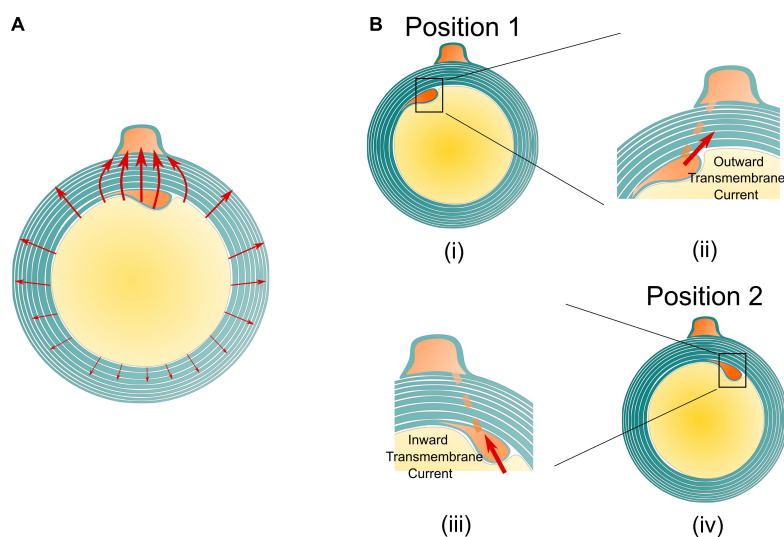 A
B
Position 1
Outward
Transmembrane
Current
(i)
(ii)
Position 2
Inward
Transmembrane
Current
(iii)
(iv)